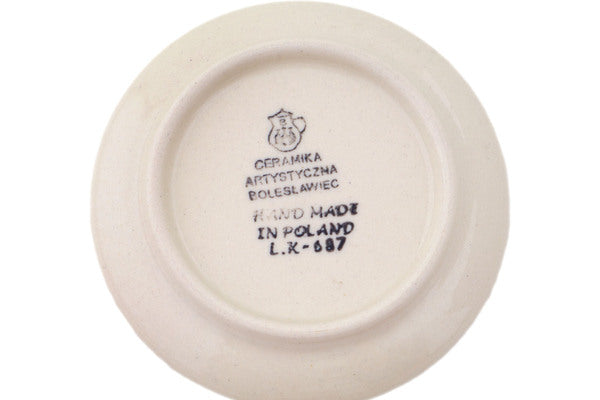 CERAMIKA
ARTYSTYCZNA
BOLESŁAWIEC
HAND MADE
IN POLAND
L.K-687